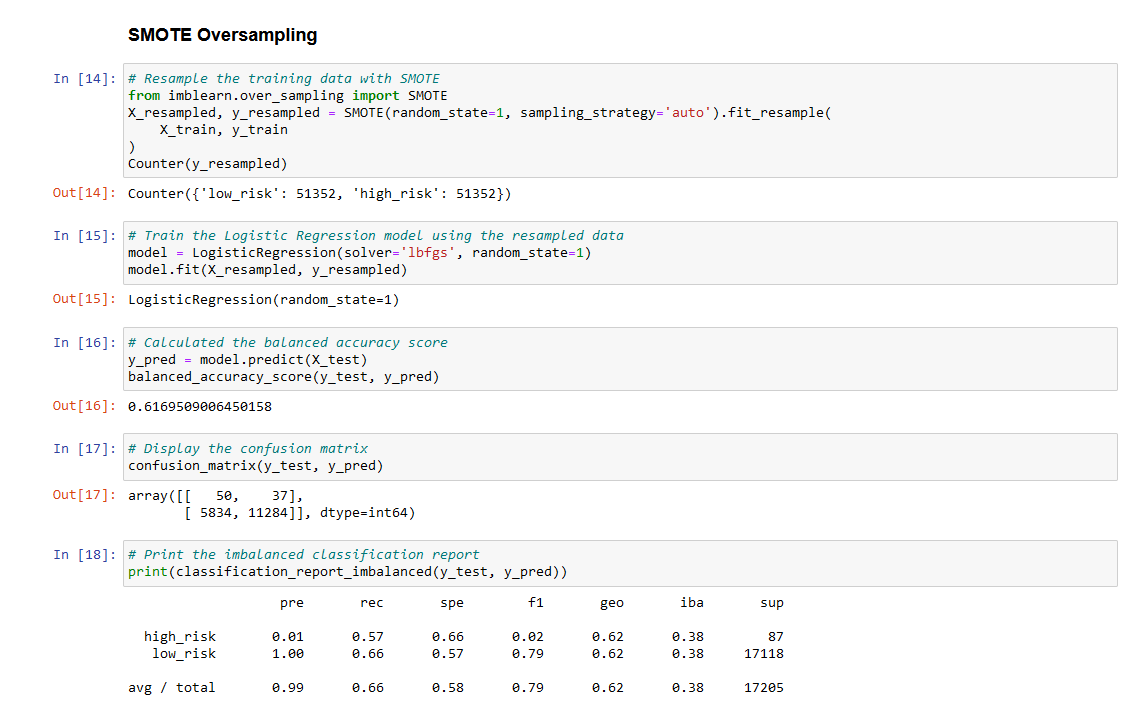 SMOTE Oversampling
In [14]: # Resample the training data with SMOTE
from imblearn.over_sampling import SMOTE
X_resampled, y_resampled = SMOTE(random_state=1, sampling_strategy='auto').fit_resample(
    X_train, y_train
)
Counter(y_resampled)
Out[14]: Counter({'low_risk': 51352, 'high_risk': 51352})
In [15]: # Train the Logistic Regression model using the resampled data
model = LogisticRegression(solver='lbfgs', random_state=1)
model.fit(X_resampled, y_resampled)
Out[15]: LogisticRegression(random_state=1)
In [16]: # Calculated the balanced accuracy score
y_pred = model.predict(X_test)
balanced_accuracy_score(y_test, y_pred)
Out[16]: 0.6169509006450158
In [17]: # Display the confusion matrix
confusion_matrix(y_test, y_pred)
Out[17]: array([[   50,    37],
       [ 5834, 11284]], dtype=int64)
In [18]: # Print the imbalanced classification report
print(classification_report_imbalanced(y_test, y_pred))
pre rec spe f1 geo iba sup
high_risk 0.01 0.57 0.66 0.02 0.62 0.38 87
low_risk 1.00 0.66 0.57 0.79 0.62 0.38 17118
avg / total 0.99 0.66 0.58 0.79 0.62 0.38 17205